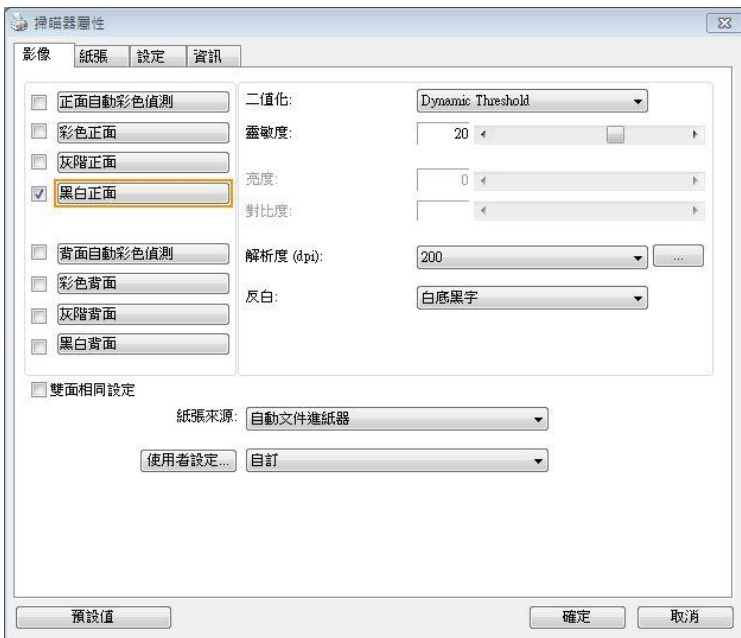 掃瞄器屬性
影像 紙張 設定 資訊
正面自動彩色偵測
彩色正面
灰階正面
黑白正面
背面自動彩色偵測
彩色背面
灰階背面
黑白背面
二值化: Dynamic Threshold
靈敏度: 20
亮度: 0
對比度:
解析度 (dpi): 200 ...
反白: 白底黑字
雙面相同設定
紙張來源: 自動文件進紙器
使用者設定... 自訂
預設值 確定 取消